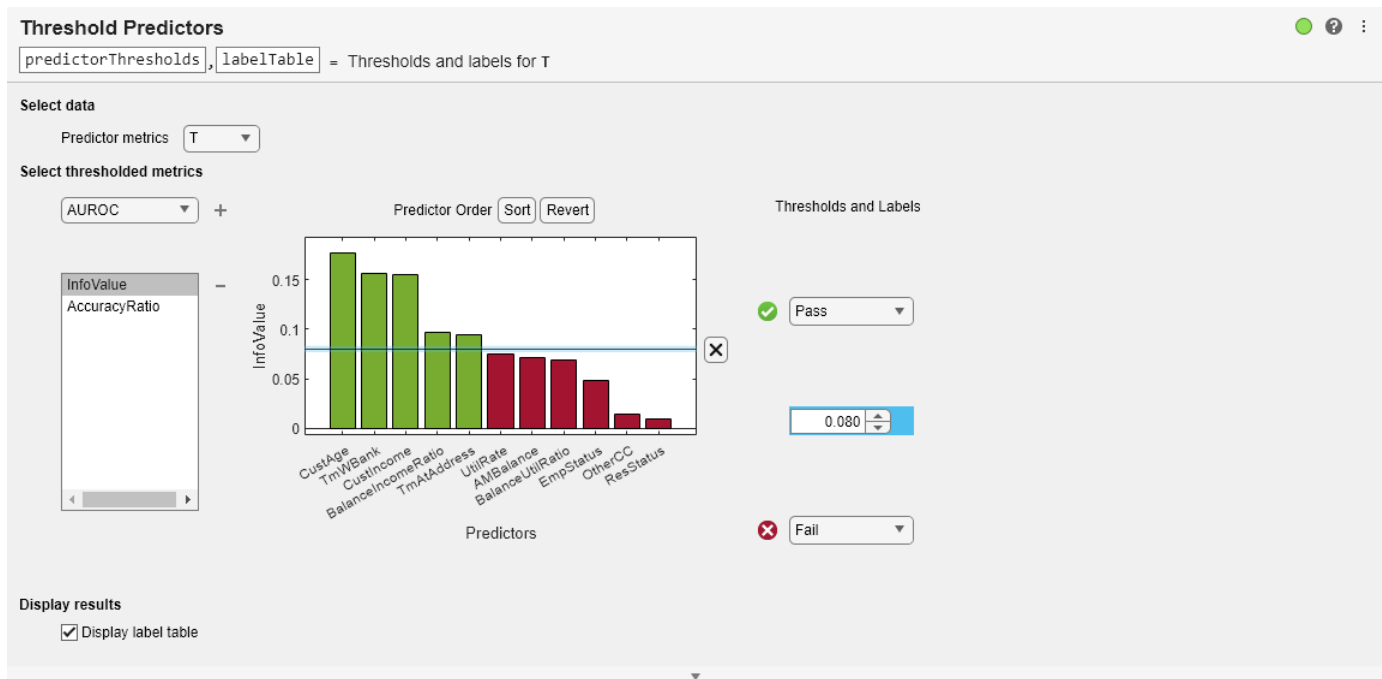 Threshold Predictors
predictorThresholds , labelTable = Thresholds and labels for T
Select data
Predictor metrics T
Select thresholded metrics
AUROC
InfoValue
AccuracyRatio
Predictor Order Sort Revert
InfoValue
0.15
0.1
0.05
0
CustAge
TmWBank
CustIncome
BalanceIncomeRatio
TmAtAddress
UtilRate
AMBalance
BalanceUtilRatio
EmpStatus
OtherCC
ResStatus
Predictors
Thresholds and Labels
Pass
0.080
Fail
Display results
Display label table